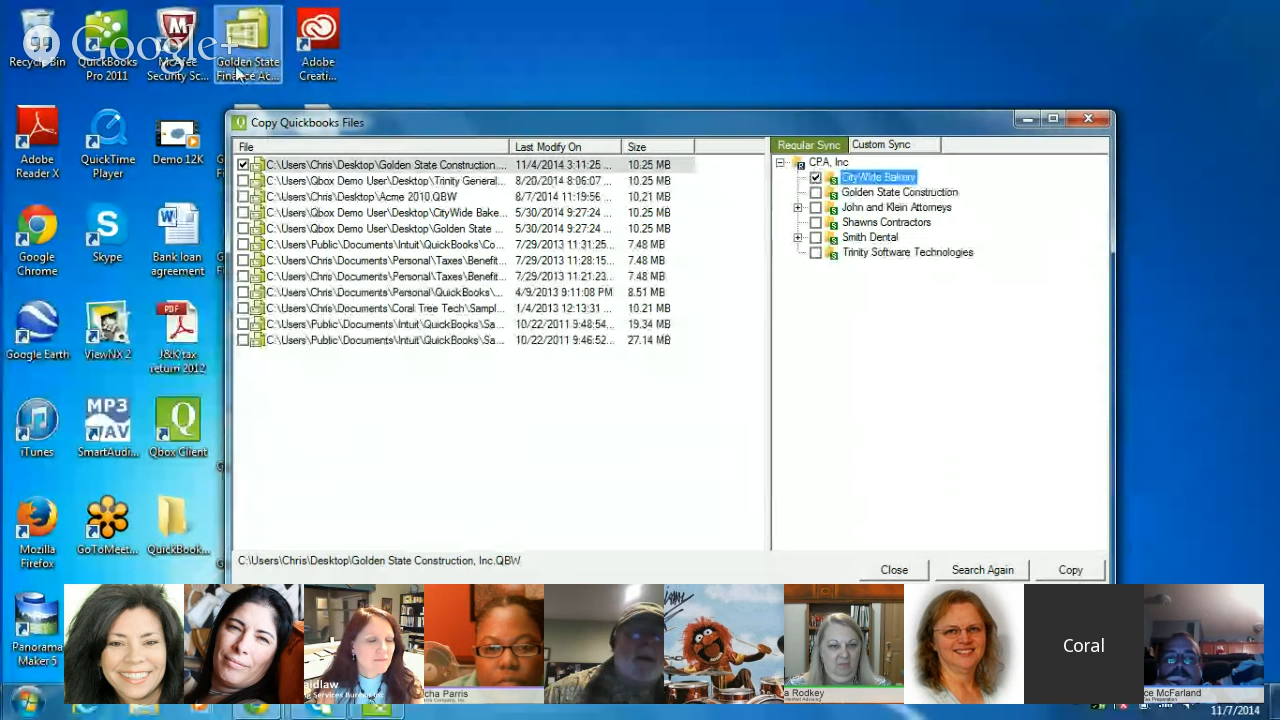 Google+
Recycle Bin
QuickBooks Pro 2011
McAfee Security Sc...
Golden State Finance Ac...
Adobe Creati...
Adobe Reader X
QuickTime Player
Demo 12K
Google Chrome
Skype
Bank loan agreement
Google Earth
ViewNX 2
J&K tax return 2012
iTunes
MP3 WAV
SmartAudi...
Qbox Client
Mozilla Firefox
GoToMeet...
QuickBook...
Panorama Maker 5
Copy Quickbooks Files
File Last Modify On Size
C:\Users\Chris\Desktop\Golden State Construction... 11/4/2014 3:11:25 ... 10.25 MB
C:\Users\Qbox Demo User\Desktop\Trinity General... 8/20/2014 8:06:07 ... 10.25 MB
C:\Users\Chris\Desktop\Acme 2010.QBW 8/7/2014 11:19:56 ... 10.21 MB
C:\Users\Qbox Demo User\Desktop\CityWide Bake... 5/30/2014 9:27:24 ... 10.25 MB
C:\Users\Qbox Demo User\Desktop\Golden State ... 5/30/2014 9:27:24 ... 10.25 MB
C:\Users\Public\Documents\Intuit\QuickBooks\Co... 7/29/2013 11:31:25... 7.48 MB
C:\Users\Chris\Documents\Personal\Taxes\Benefit... 7/29/2013 11:28:15... 7.48 MB
C:\Users\Chris\Documents\Personal\Taxes\Benefit... 7/29/2013 11:21:23... 7.48 MB
C:\Users\Chris\Documents\Personal\QuickBooks\... 4/9/2013 9:11:08 PM 8.51 MB
C:\Users\Chris\Documents\Coral Tree Tech\Sampl... 1/4/2013 12:13:31 ... 10.21 MB
C:\Users\Public\Documents\Intuit\QuickBooks\Sa... 10/22/2011 9:48:54... 19.34 MB
C:\Users\Public\Documents\Intuit\QuickBooks\Sa... 10/22/2011 9:46:52... 27.14 MB
Regular Sync Custom Sync
CPA, Inc
CityWide Bakery
Golden State Construction
John and Klein Attorneys
Shawns Contractors
Smith Dental
Trinity Software Technologies
C:\Users\Chris\Desktop\Golden State Construction, Inc.QBW
Close Search Again Copy
aidlaw
g Services Bureau Inc
cha Parris
a Rodkey
Coral
ce McFarland
11/7/2014